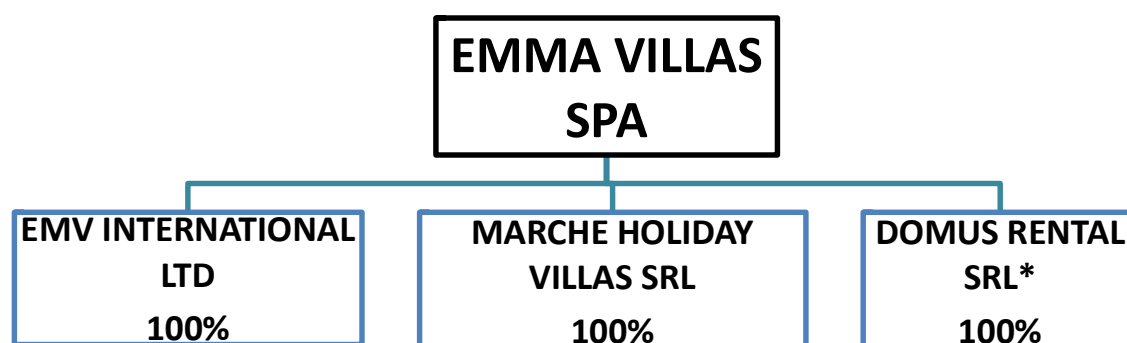 EMMA VILLAS
SPA
EMV INTERNATIONAL
LTD
100%
MARCHE HOLIDAY
VILLAS SRL
100%
DOMUS RENTAL
SRL*
100%